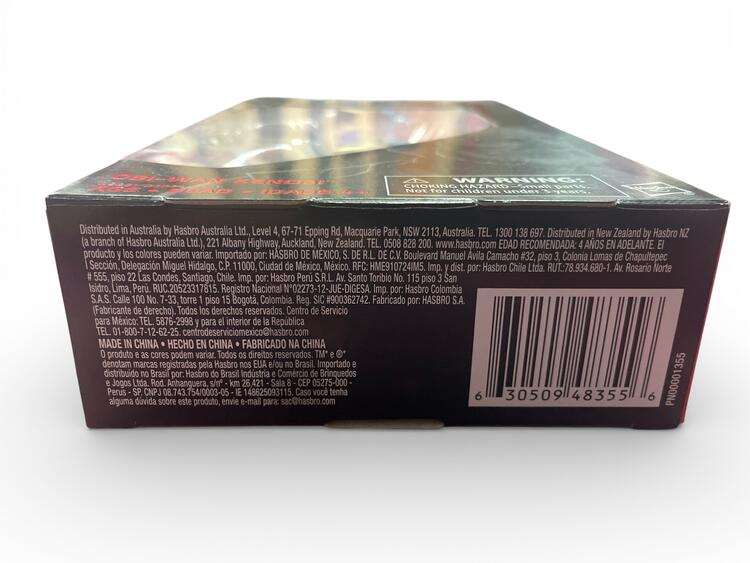 OBI-WAN KENOBI
WARNING:
CHOKING HAZARD–Small parts.
Not for children under 3 years.
Distributed in Australia by Hasbro Australia Ltd., Level 4, 67-71 Epping Rd, Macquarie Park, NSW 2113, Australia. TEL. 1300 138 697. Distributed in New Zealand by Hasbro NZ
(a branch of Hasbro Australia Ltd.), 221 Albany Highway, Auckland, New Zealand. TEL. 0508 828 200. www.hasbro.com EDAD RECOMENDADA: 4 AÑOS EN ADELANTE. El
producto y los colores pueden variar. Importado por: HASBRO DE MÉXICO, S. DE R.L. DE C.V. Boulevard Manuel Ávila Camacho #32, piso 3, Colonia Lomas de Chapultepec
I Sección, Delegación Miguel Hidalgo, C.P. 11000, Ciudad de México, México. RFC: HME910724IM5. Imp. y dist. por: Hasbro Chile Ltda. RUT.:78.934.680-1. Av. Rosario Norte
# 555, piso 22 Las Condes, Santiago, Chile. Imp. por: Hasbro Perú S.R.L. Av. Santo Toribio No. 115 piso 3 San
Isidro, Lima, Perú. RUC.20523317815. Registro Nacional N°02273-12-JUE-DIGESA. Imp. por: Hasbro Colombia
S.A.S. Calle 100 No. 7-33, torre 1 piso 15 Bogotá, Colombia. Reg. SIC #900362742. Fabricado por: HASBRO S.A.
(Fabricante de derecho). Todos los derechos reservados. Centro de Servicio
para México: TEL. 5876-2998 y para el interior de la República
TEL. 01-800-7-12-62-25. centrodeserviciomexico@hasbro.com
MADE IN CHINA • HECHO EN CHINA • FABRICADO NA CHINA
O produto e as cores podem variar. Todos os direitos reservados. TM* e ®*
denotam marcas registradas pela Hasbro nos EUA e/ou no Brasil. Importado e
distribuído no Brasil por: Hasbro do Brasil Indústria e Comércio de Brinquedos
e Jogos Ltda. Rod. Anhanguera, s/nº - km 26,421 - Sala 8 - CEP 05275-000 -
Perus - SP, CNPJ 08.743.754/0003-05 - IE 148625093115. Caso você tenha
alguma dúvida sobre este produto, envie e-mail para: sac@hasbro.com
6 30509 48355 6
PN00001355